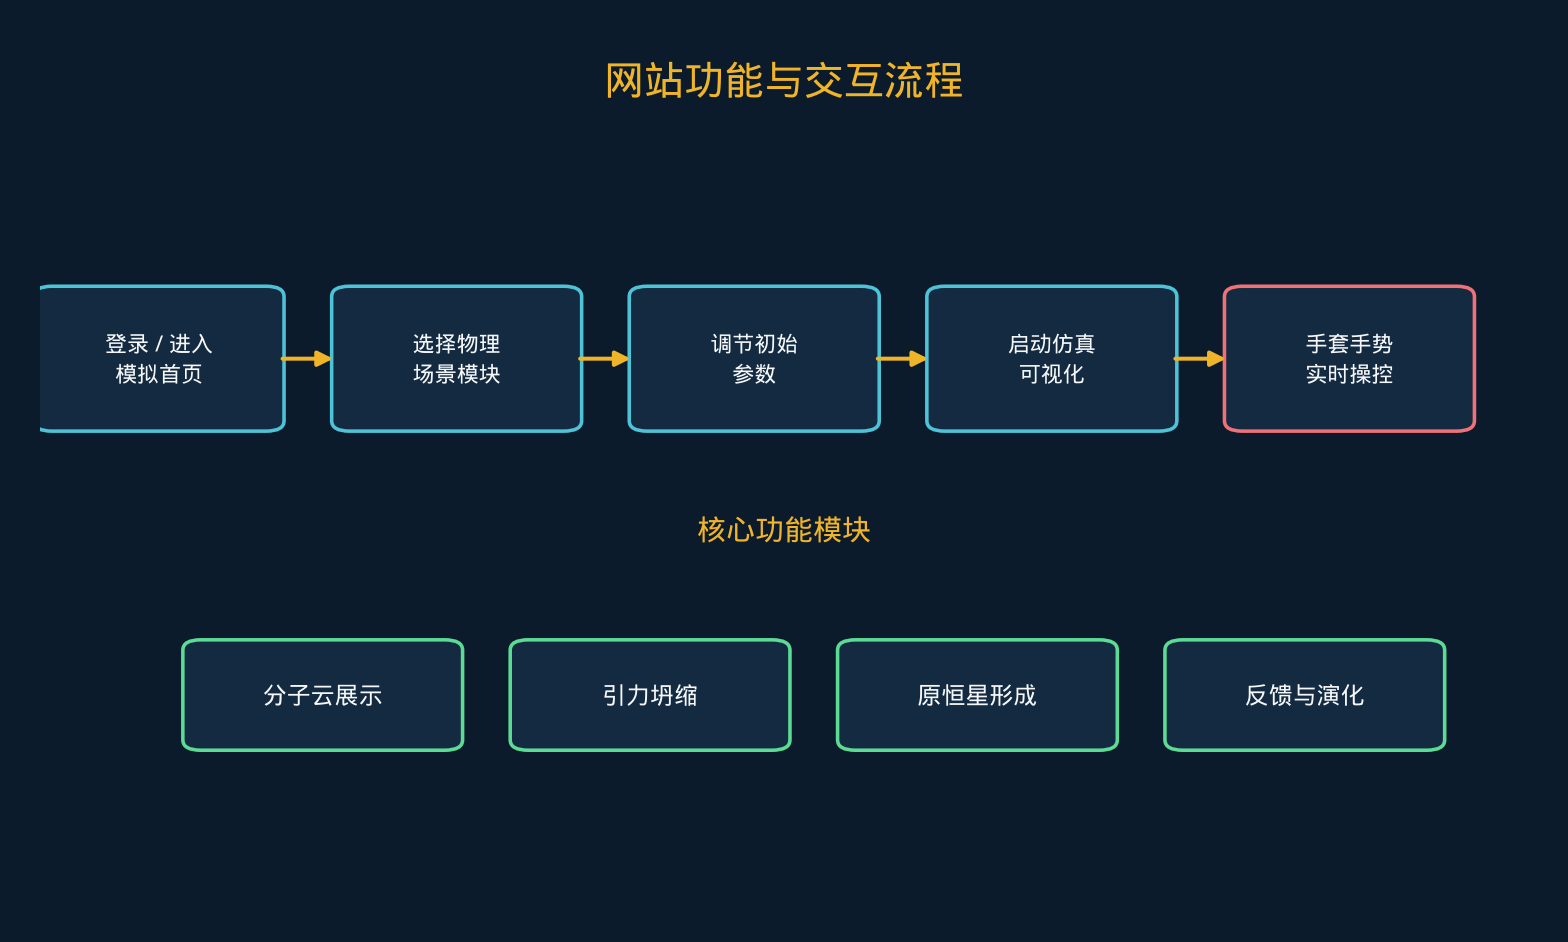 网站功能与交互流程
登录 / 进入
模拟首页
选择物理
场景模块
调节初始
参数
启动仿真
可视化
手套手势
实时操控
核心功能模块
分子云展示
引力坍缩
原恒星形成
反馈与演化